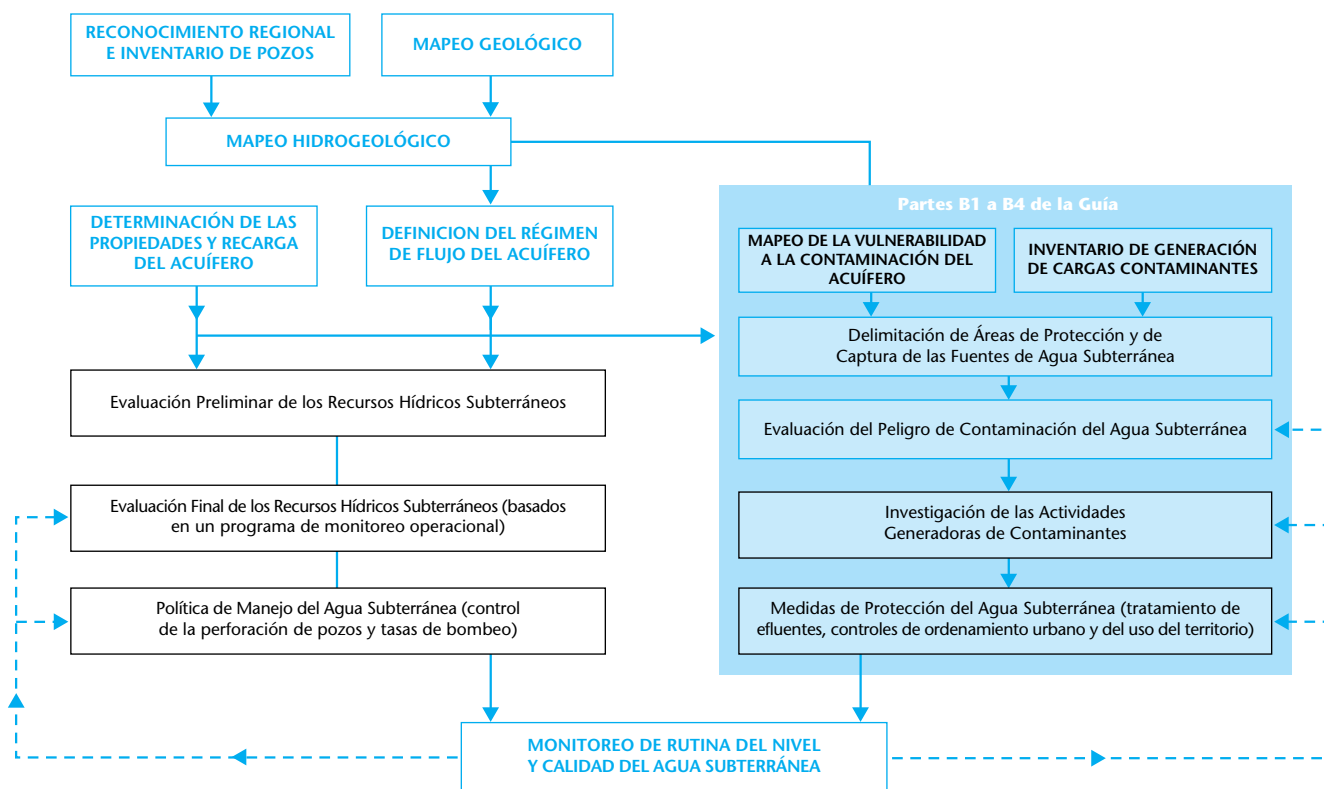 RECONOCIMIENTO REGIONAL
E INVENTARIO DE POZOS
MAPEO GEOLÓGICO
MAPEO HIDROGEOLÓGICO
DETERMINACIÓN DE LAS
PROPIEDADES Y RECARGA
DEL ACUÍFERO
DEFINICION DEL RÉGIMEN
DE FLUJO DEL ACUÍFERO
Partes B1 a B4 de la Guía
MAPEO DE LA VULNERABILIDAD
A LA CONTAMINACIÓN DEL
ACUÍFERO
INVENTARIO DE GENERACIÓN
DE CARGAS CONTAMINANTES
Delimitación de Áreas de Protección y de
Captura de las Fuentes de Agua Subterránea
Evaluación Preliminar de los Recursos Hídricos Subterráneos
Evaluación del Peligro de Contaminación del Agua Subterránea
Evaluación Final de los Recursos Hídricos Subterráneos (basados
en un programa de monitoreo operacional)
Investigación de las Actividades
Generadoras de Contaminantes
Política de Manejo del Agua Subterránea (control
de la perforación de pozos y tasas de bombeo)
Medidas de Protección del Agua Subterránea (tratamiento de
efluentes, controles de ordenamiento urbano y del uso del territorio)
MONITOREO DE RUTINA DEL NIVEL
Y CALIDAD DEL AGUA SUBTERRÁNEA